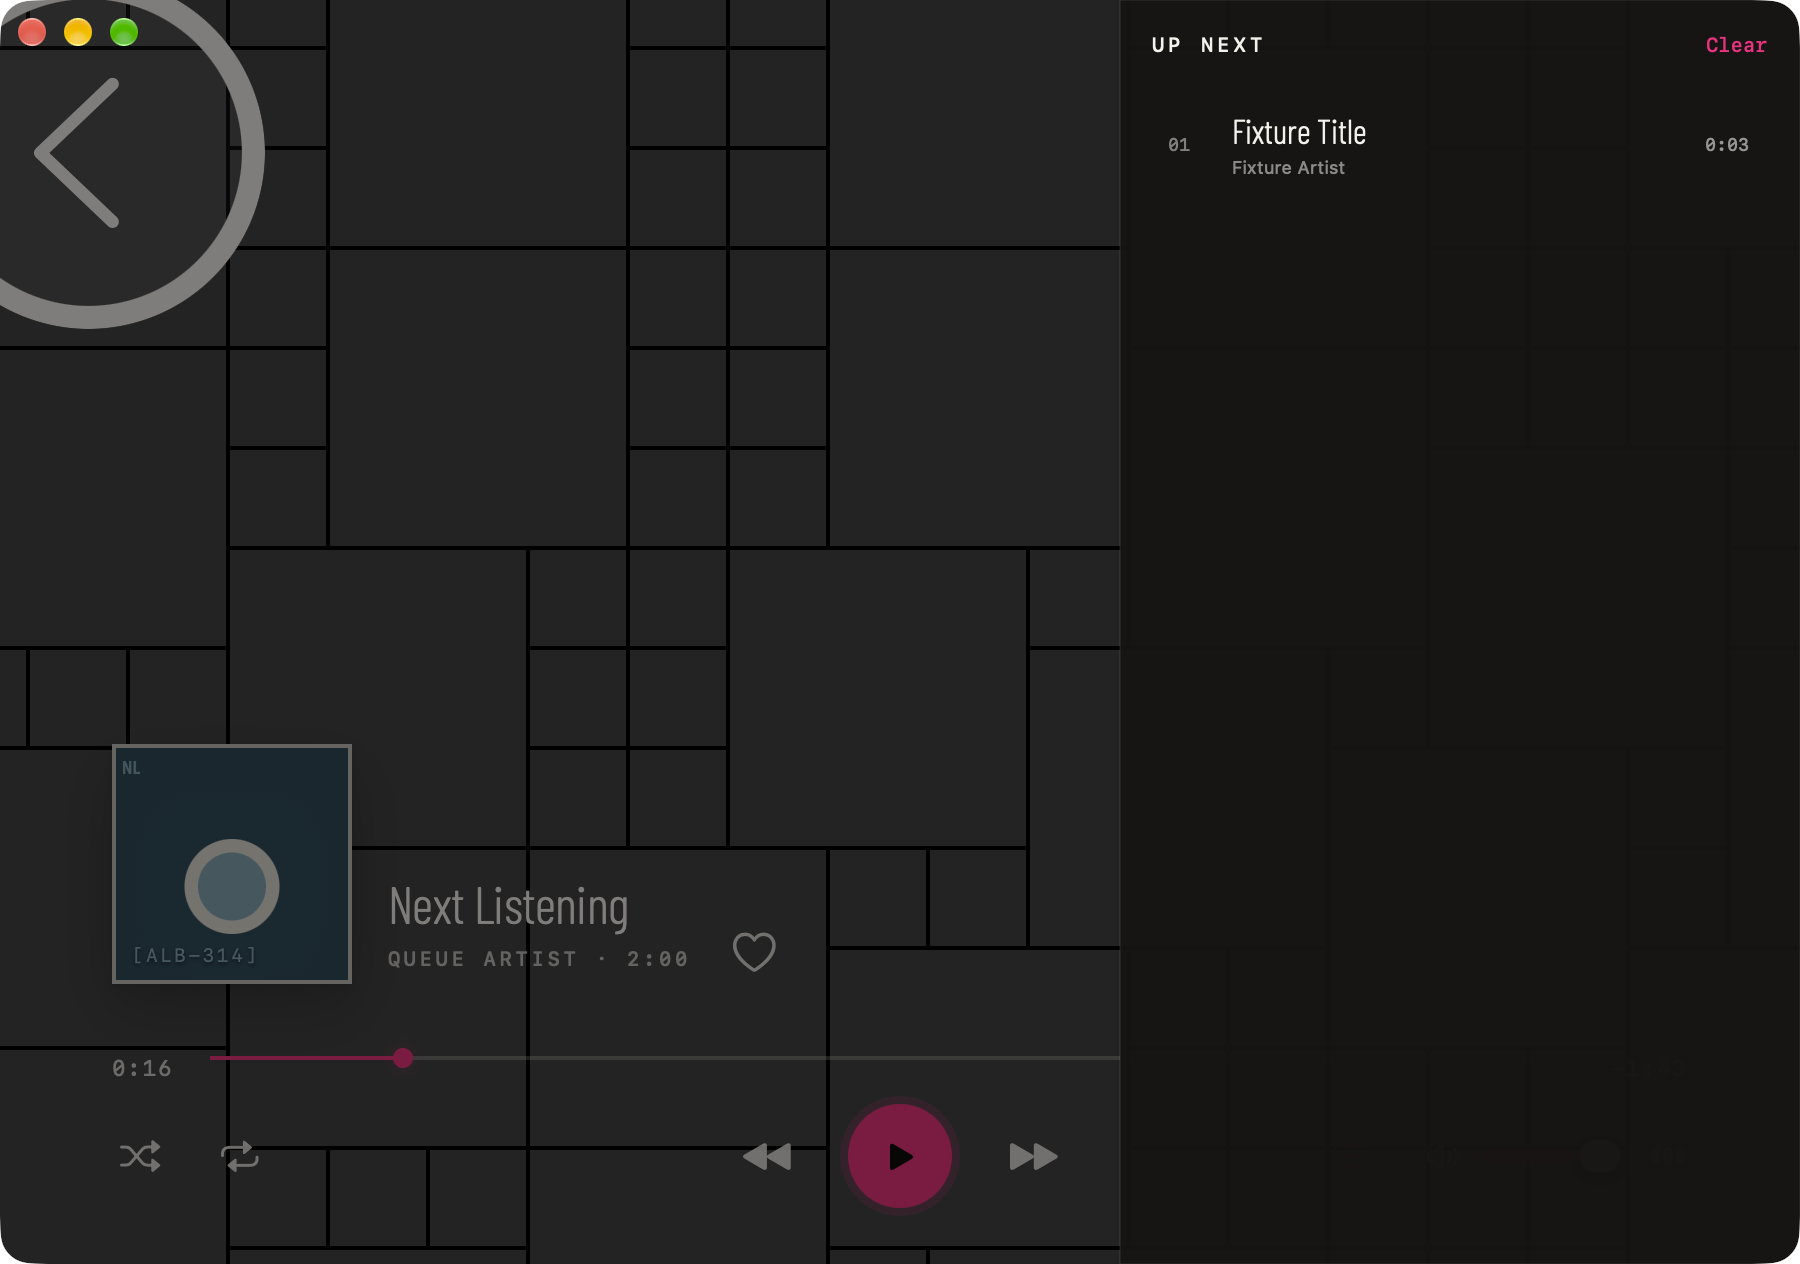 UP NEXT
Clear
01
Fixture Title
0:03
Fixture Artist
NL
[ALB-314]
Next Listening
QUEUE ARTIST · 2:00
0:16